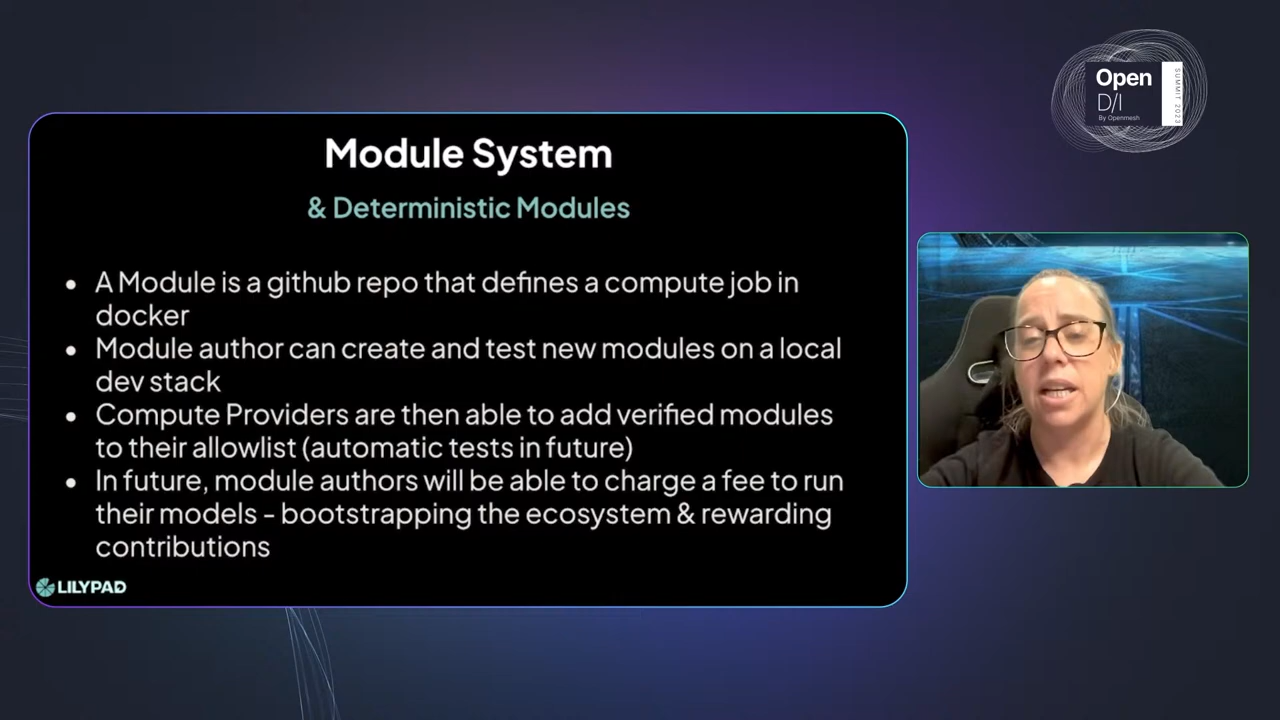 Open
D/I
By Openmesh
SUMMIT 2023
Module System
& Deterministic Modules
• A Module is a github repo that defines a compute job in
docker
• Module author can create and test new modules on a local
dev stack
• Compute Providers are then able to add verified modules
to their allowlist (automatic tests in future)
• In future, module authors will be able to charge a fee to run
their models - bootstrapping the ecosystem & rewarding
contributions
LILYPAD